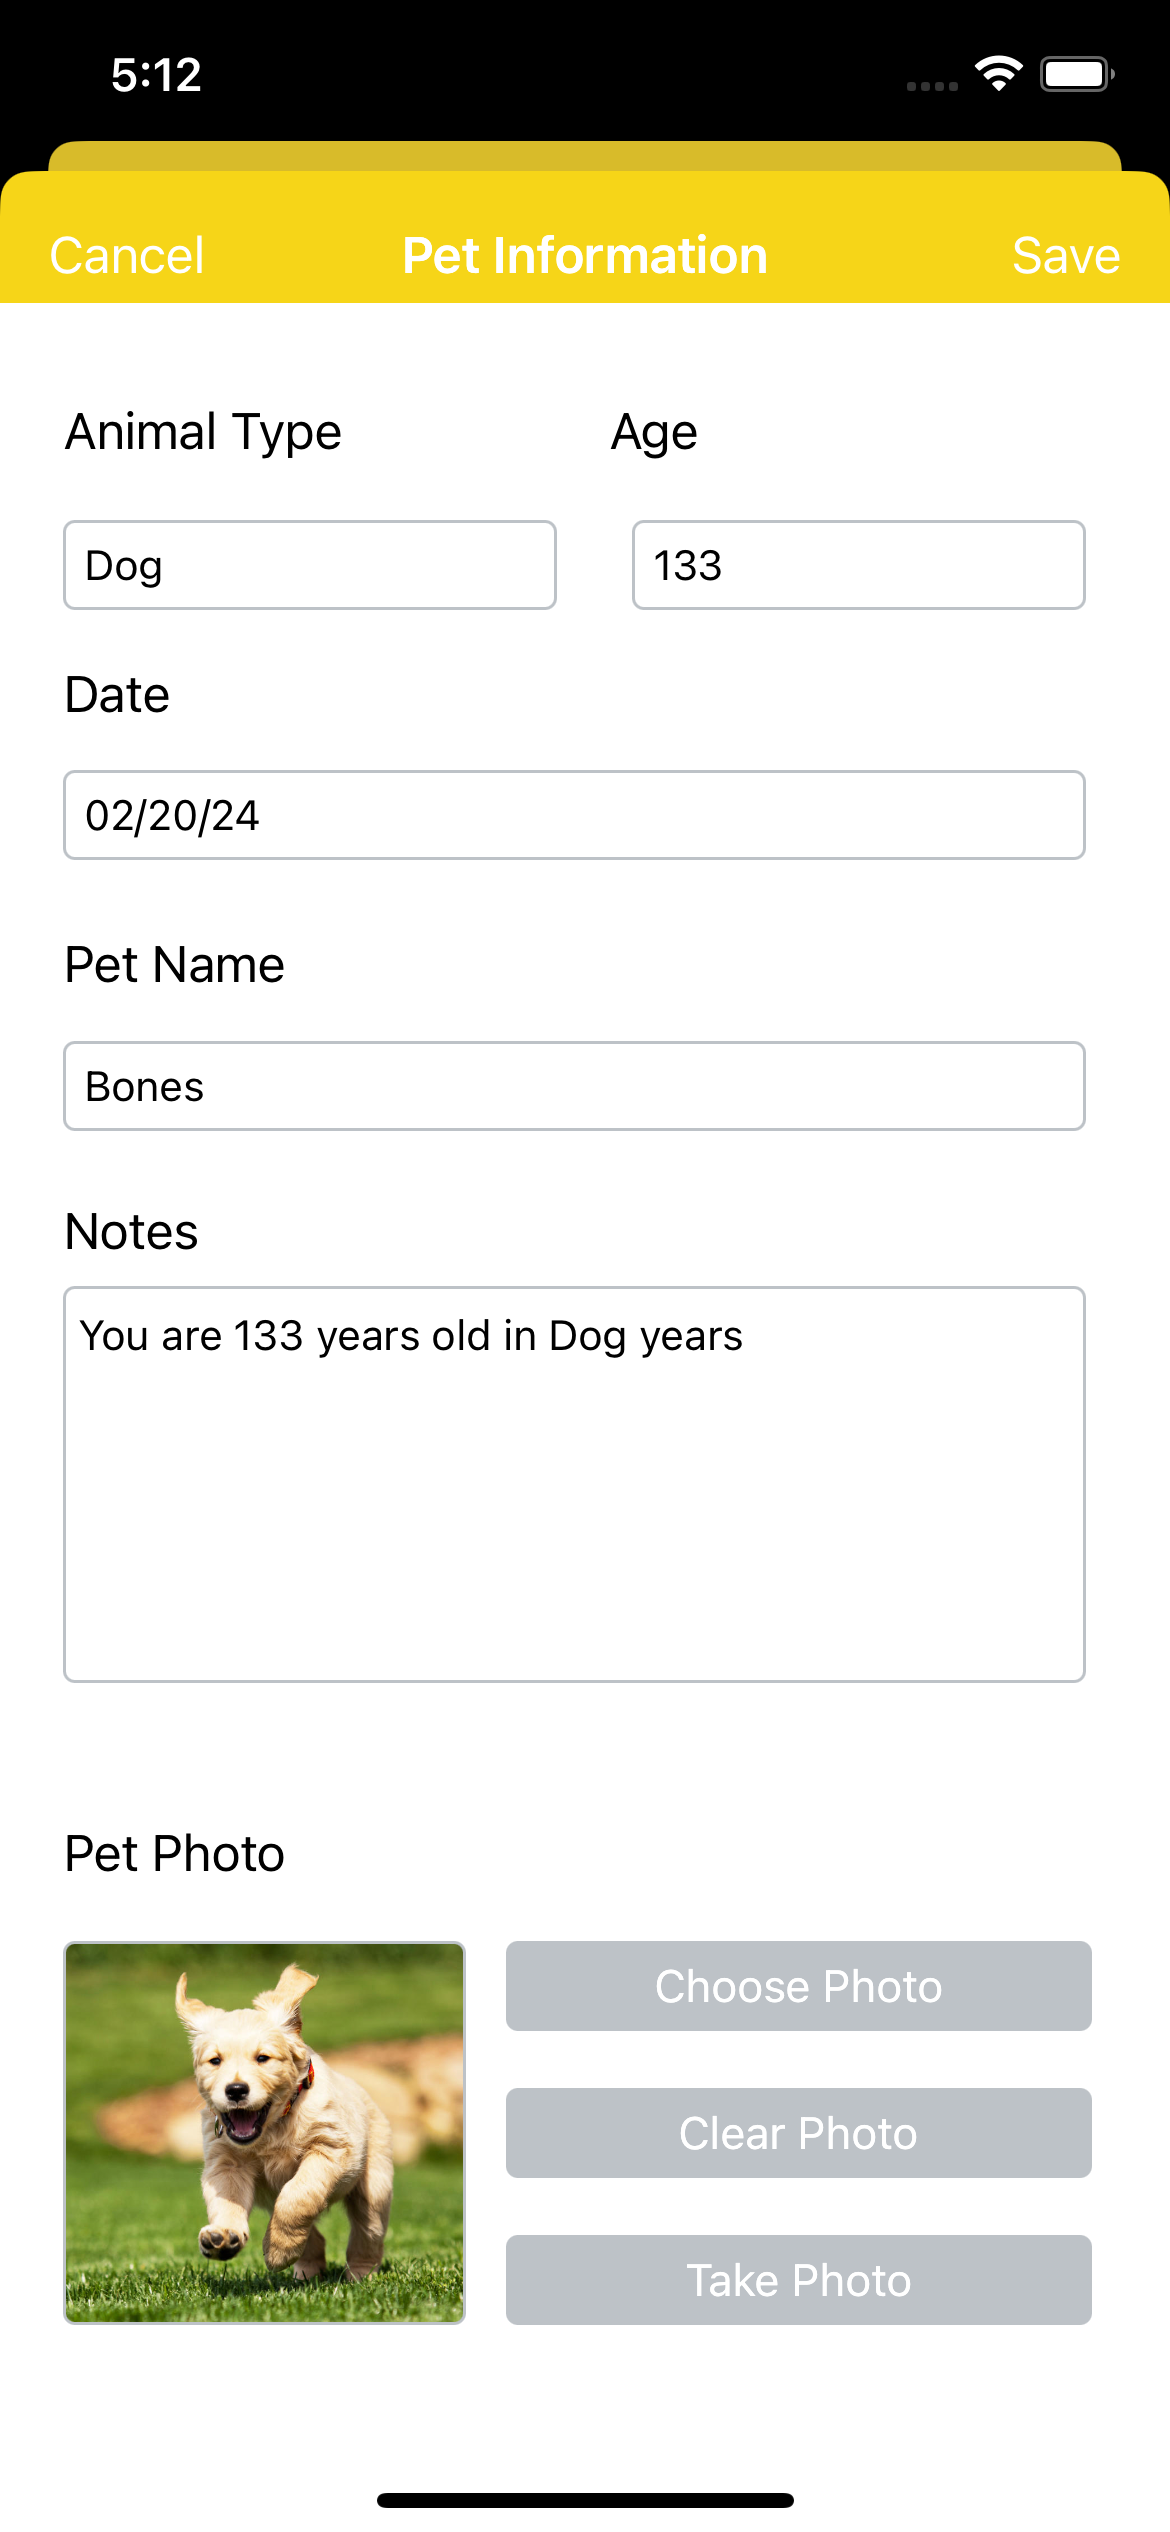 5:12
Cancel Pet Information Save
Animal Type Age
Dog 133
Date
02/20/24
Pet Name
Bones
Notes
You are 133 years old in Dog years
Pet Photo
Choose Photo
Clear Photo
Take Photo